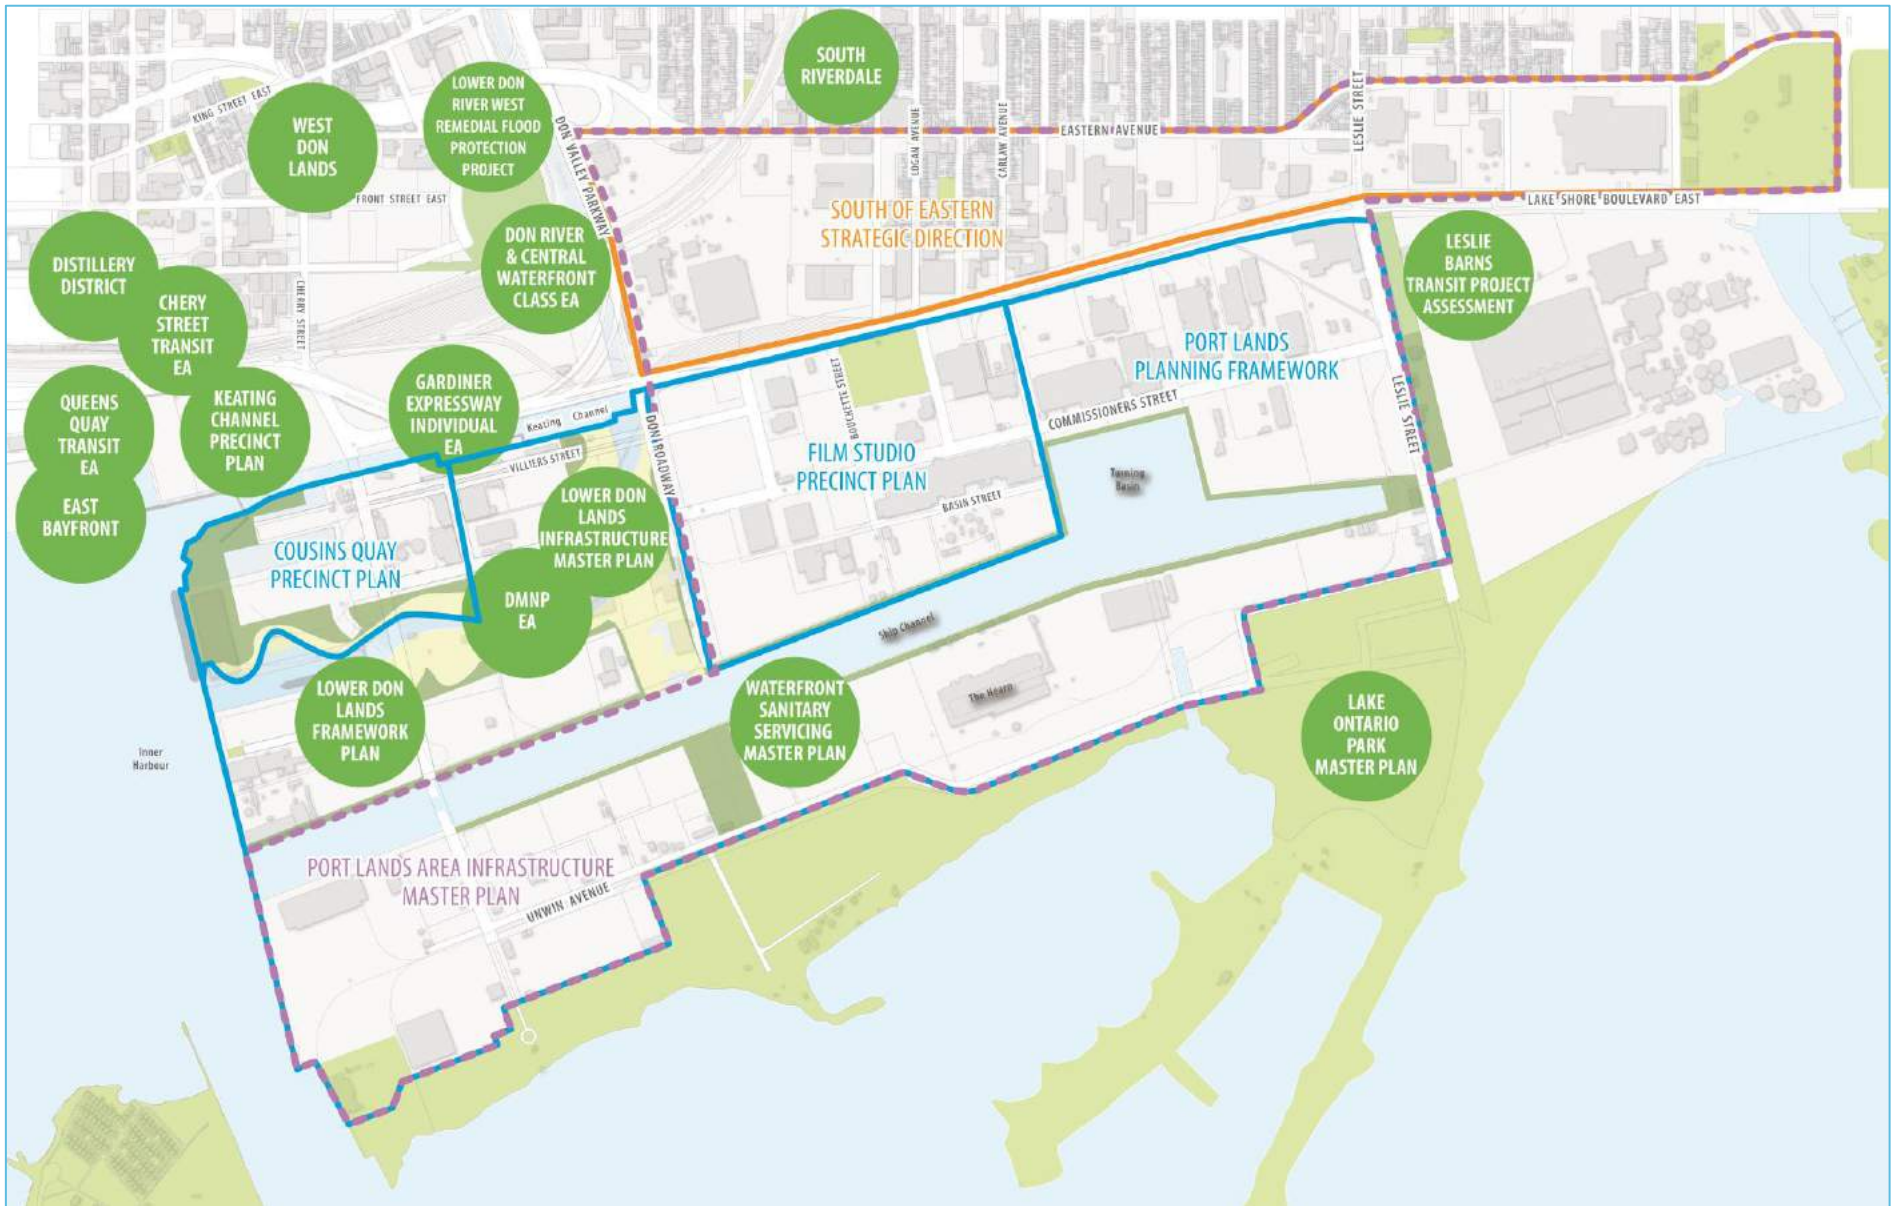 SOUTH
RIVERDALE
LOWER DON
RIVER WEST
REMEDIAL FLOOD
PROTECTION
PROJECT
KING STREET EAST
WEST
DON
LANDS
DON VALLEY PARKWAY
LOGAN AVENUE
CARLAW AVENUE
EASTERN AVENUE
LESLIE STREET
FRONT STREET EAST
LAKE SHORE BOULEVARD EAST
SOUTH OF EASTERN
STRATEGIC DIRECTION
DON RIVER
& CENTRAL
WATERFRONT
CLASS EA
LESLIE
BARNS
TRANSIT PROJECT
ASSESSMENT
DISTILLERY
DISTRICT
CHERY
STREET
TRANSIT
EA
CHERRY STREET
PORT LANDS
PLANNING FRAMEWORK
GARDINER
EXPRESSWAY
INDIVIDUAL
EA
QUEENS
QUAY
TRANSIT
EA
KEATING
CHANNEL
PRECINCT
PLAN
Keating Channel
VILLIERS STREET
DON ROADWAY
BOUCHETTE STREET
COMMISSIONERS STREET
LESLIE STREET
FILM STUDIO
PRECINCT PLAN
Turning
Basin
BASIN STREET
EAST
BAYFRONT
LOWER DON
LANDS
INFRASTRUCTURE
MASTER PLAN
COUSINS QUAY
PRECINCT PLAN
DMNP
EA
Ship Channel
LOWER DON
LANDS
FRAMEWORK
PLAN
WATERFRONT
SANITARY
SERVICING
MASTER PLAN
The Hearn
LAKE
ONTARIO
PARK
MASTER PLAN
Inner
Harbour
PORT LANDS AREA INFRASTRUCTURE
MASTER PLAN
UNWIN AVENUE